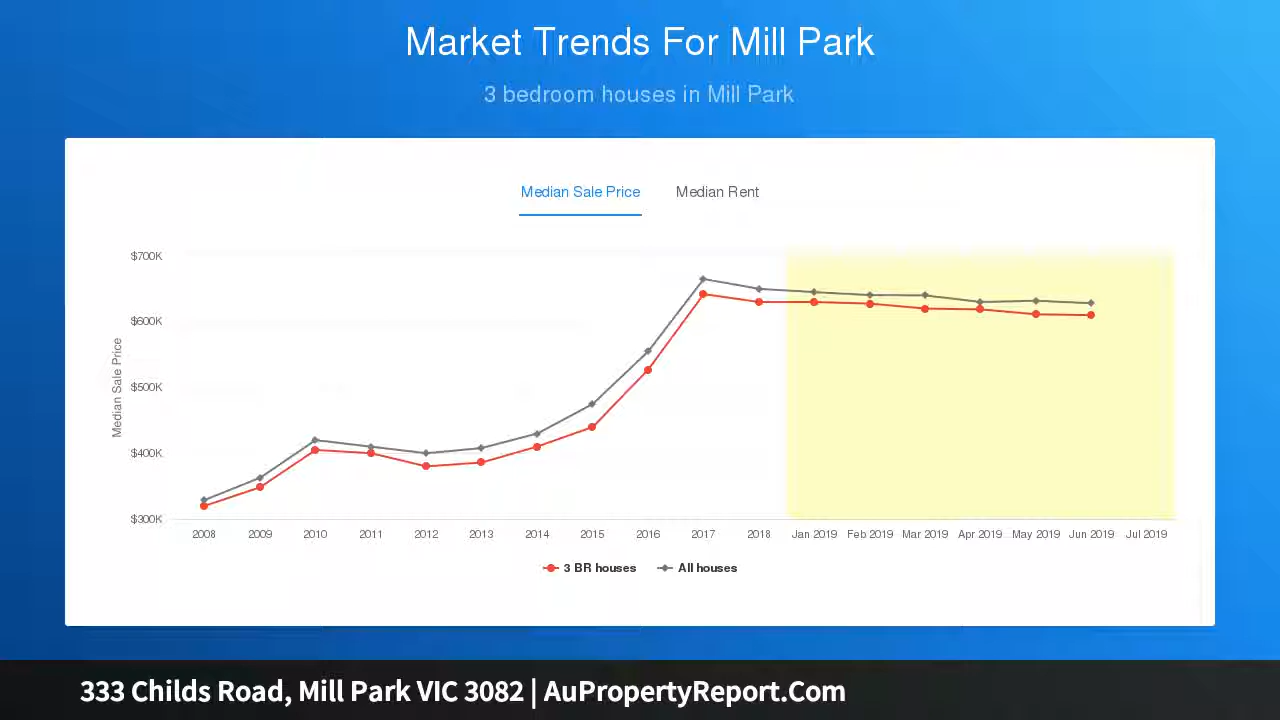 Market Trends For Mill Park
3 bedroom houses in Mill Park
Median Sale Price Median Rent
$700K
$600K
$500K
$400K
$300K
Median Sale Price
2008 2009 2010 2011 2012 2013 2014 2015 2016 2017 2018 Jan 2019 Feb 2019 Mar 2019 Apr 2019 May 2019 Jun 2019 Jul 2019
3 BR houses All houses
333 Childs Road, Mill Park VIC 3082 | AuPropertyReport.Com